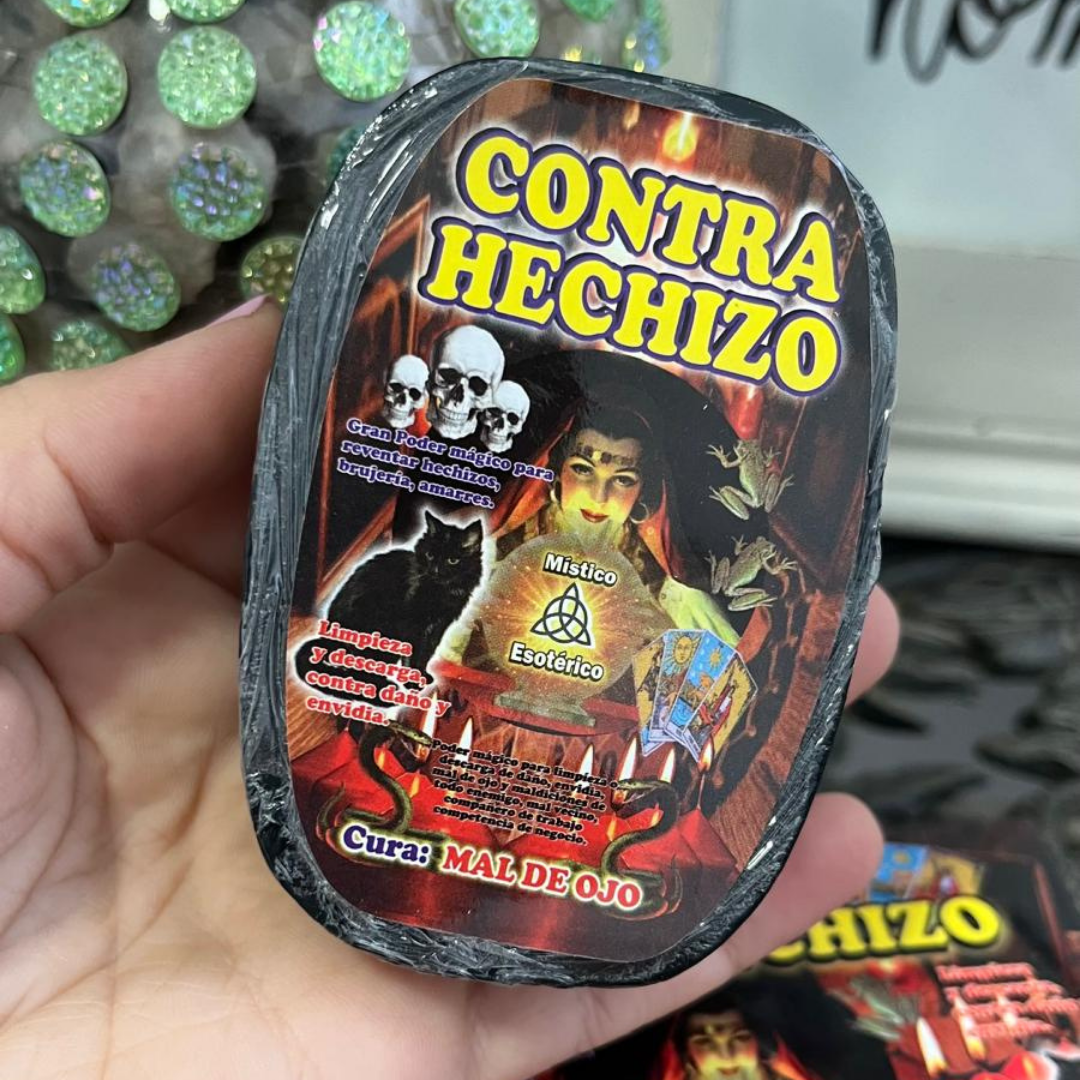 CONTRA
HECHIZO
Gran Poder mágico para
reventar hechizos,
brujería, amarres.
Místico
Esotérico
Limpieza
y descarga,
contra daño y
envidia.
Poder mágico para limpieza o
descarga de daño, envidia,
mal de ojo y maldiciones de
todo enemigo, mal vecino,
compañero de trabajo
competencia de negocio.
Cura: MAL DE OJO
CHIZO